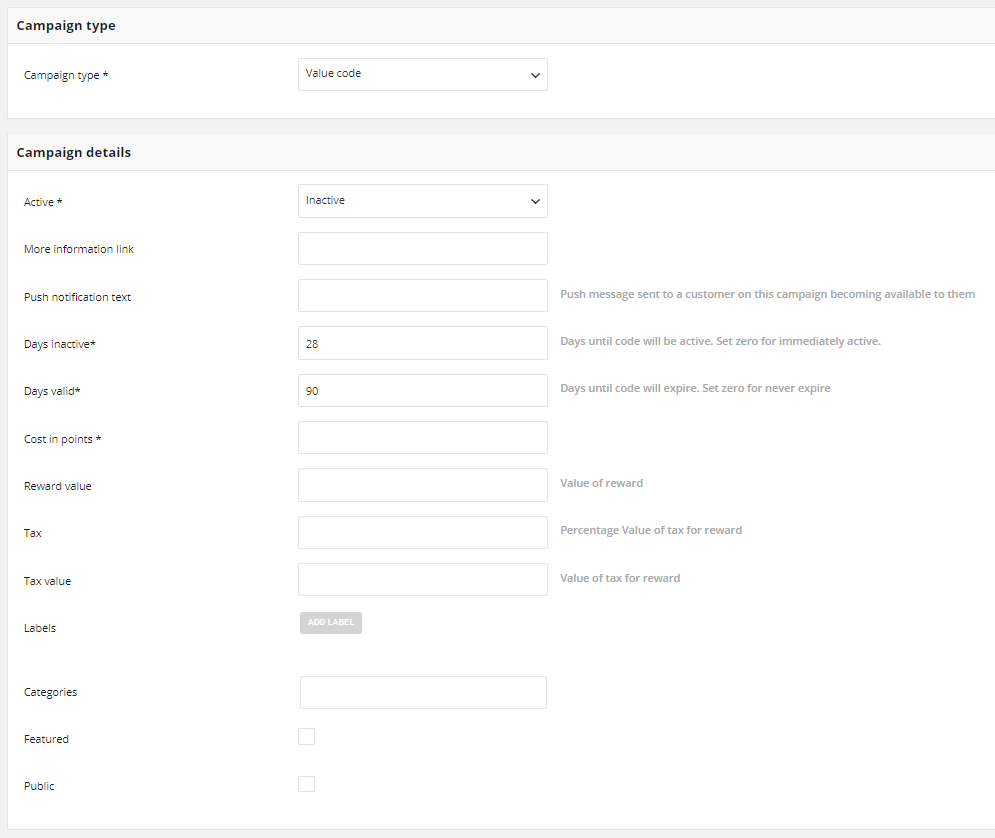 Campaign type
Campaign type *
Value code
Campaign details
Active *
Inactive
More information link
Push notification text
Push message sent to a customer on this campaign becoming available to them
Days inactive*
28
Days until code will be active. Set zero for immediately active.
Days valid*
90
Days until code will expire. Set zero for never expire
Cost in points *
Reward value
Value of reward
Tax
Percentage Value of tax for reward
Tax value
Value of tax for reward
Labels
ADD LABEL
Categories
Featured
Public